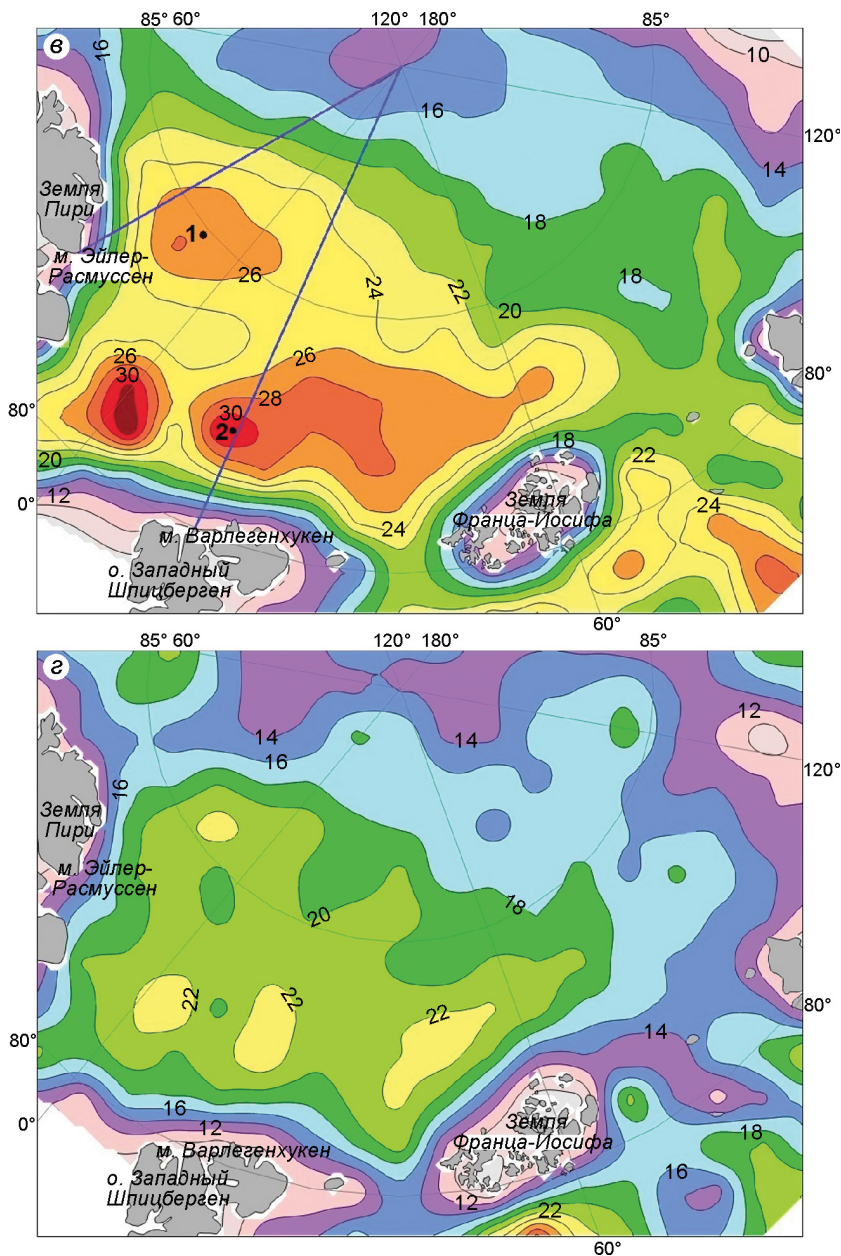 в
85° 60°
120° 180°
85°
16
10
16
120°
14
Земля
Пири
18
1
м. Эйлер-
Расмуссен
26
24
22
18
20
26
30
26
28
80°
80°
30
2
18
22
20
0°
12
Земля
Франца-Иосифа
24
24
м. Варлегенхукен
о. Западный
Шпицберген
60°
г
85° 60°
120° 180°
85°
12
14
14
16
120°
16
Земля
Пири
м. Эйлер-
Расмуссен
18
20
22
22
22
80°
14
80°
16
0°
12
Земля
Франца-Иосифа
18
м. Варлегенхукен
16
о. Западный
Шпицберген
12
22
60°